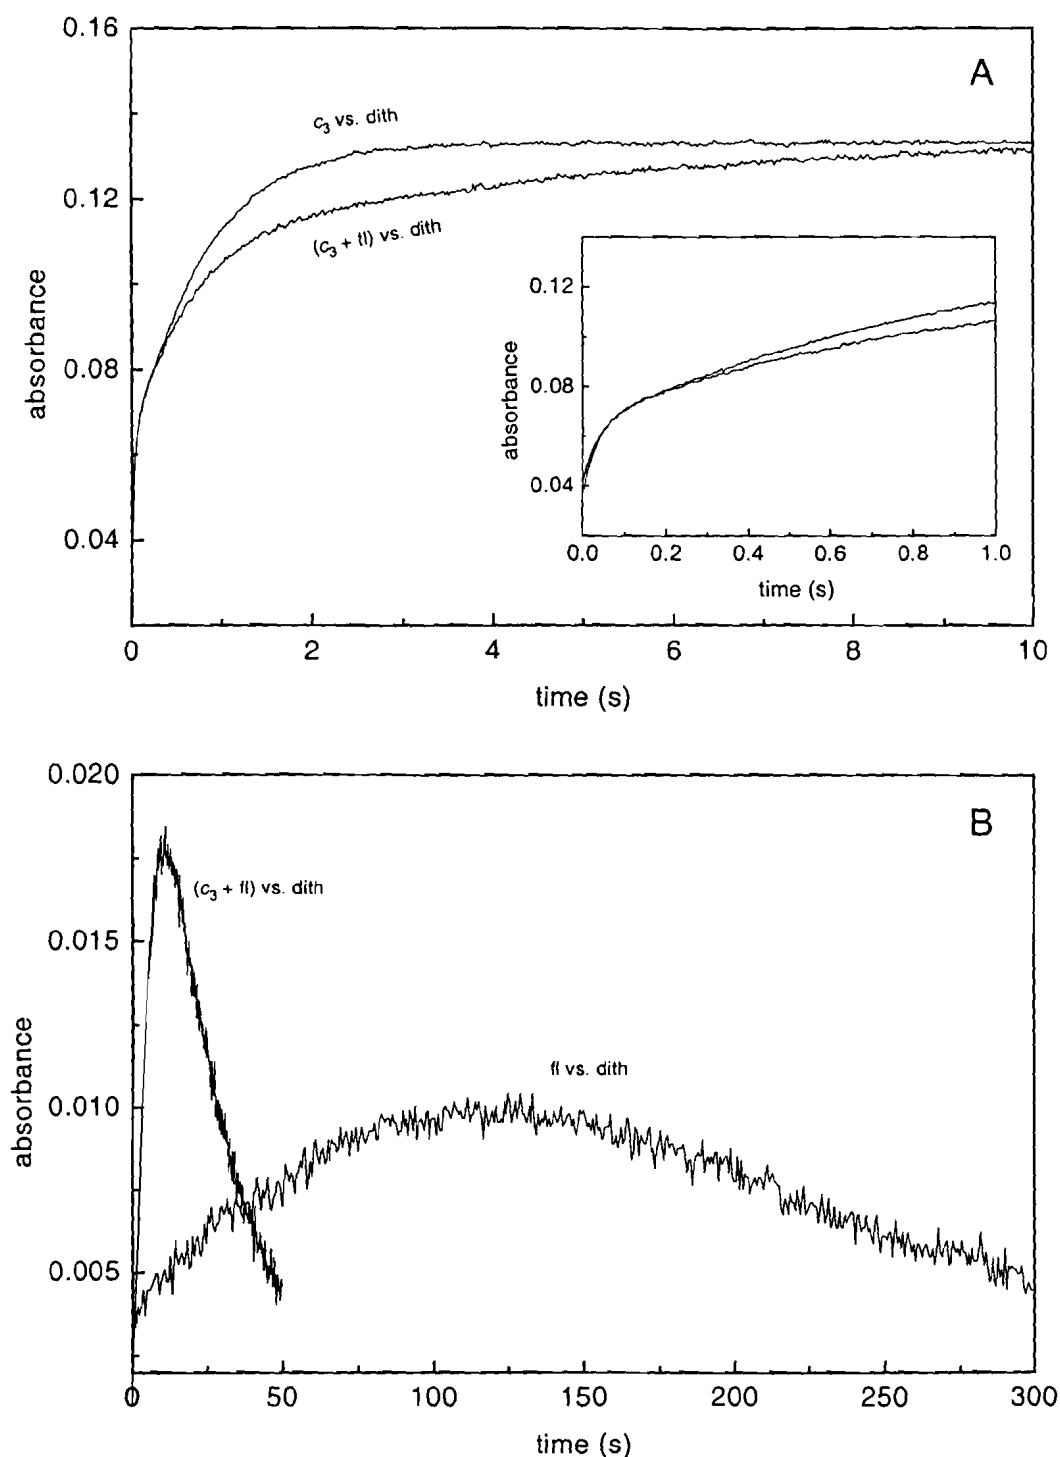 A
0.16
0.12
0.08
0.04
absorbance
c₃ vs. dith
(c₃ + fl) vs. dith
0.12
0.08
0.04
absorbance
0.0 0.2 0.4 0.6 0.8 1.0
time (s)
0 2 4 6 8 10
time (s)
B
0.020
0.015
0.010
0.005
absorbance
(c₃ + fl) vs. dith
fl vs. dith
0 50 100 150 200 250 300
time (s)